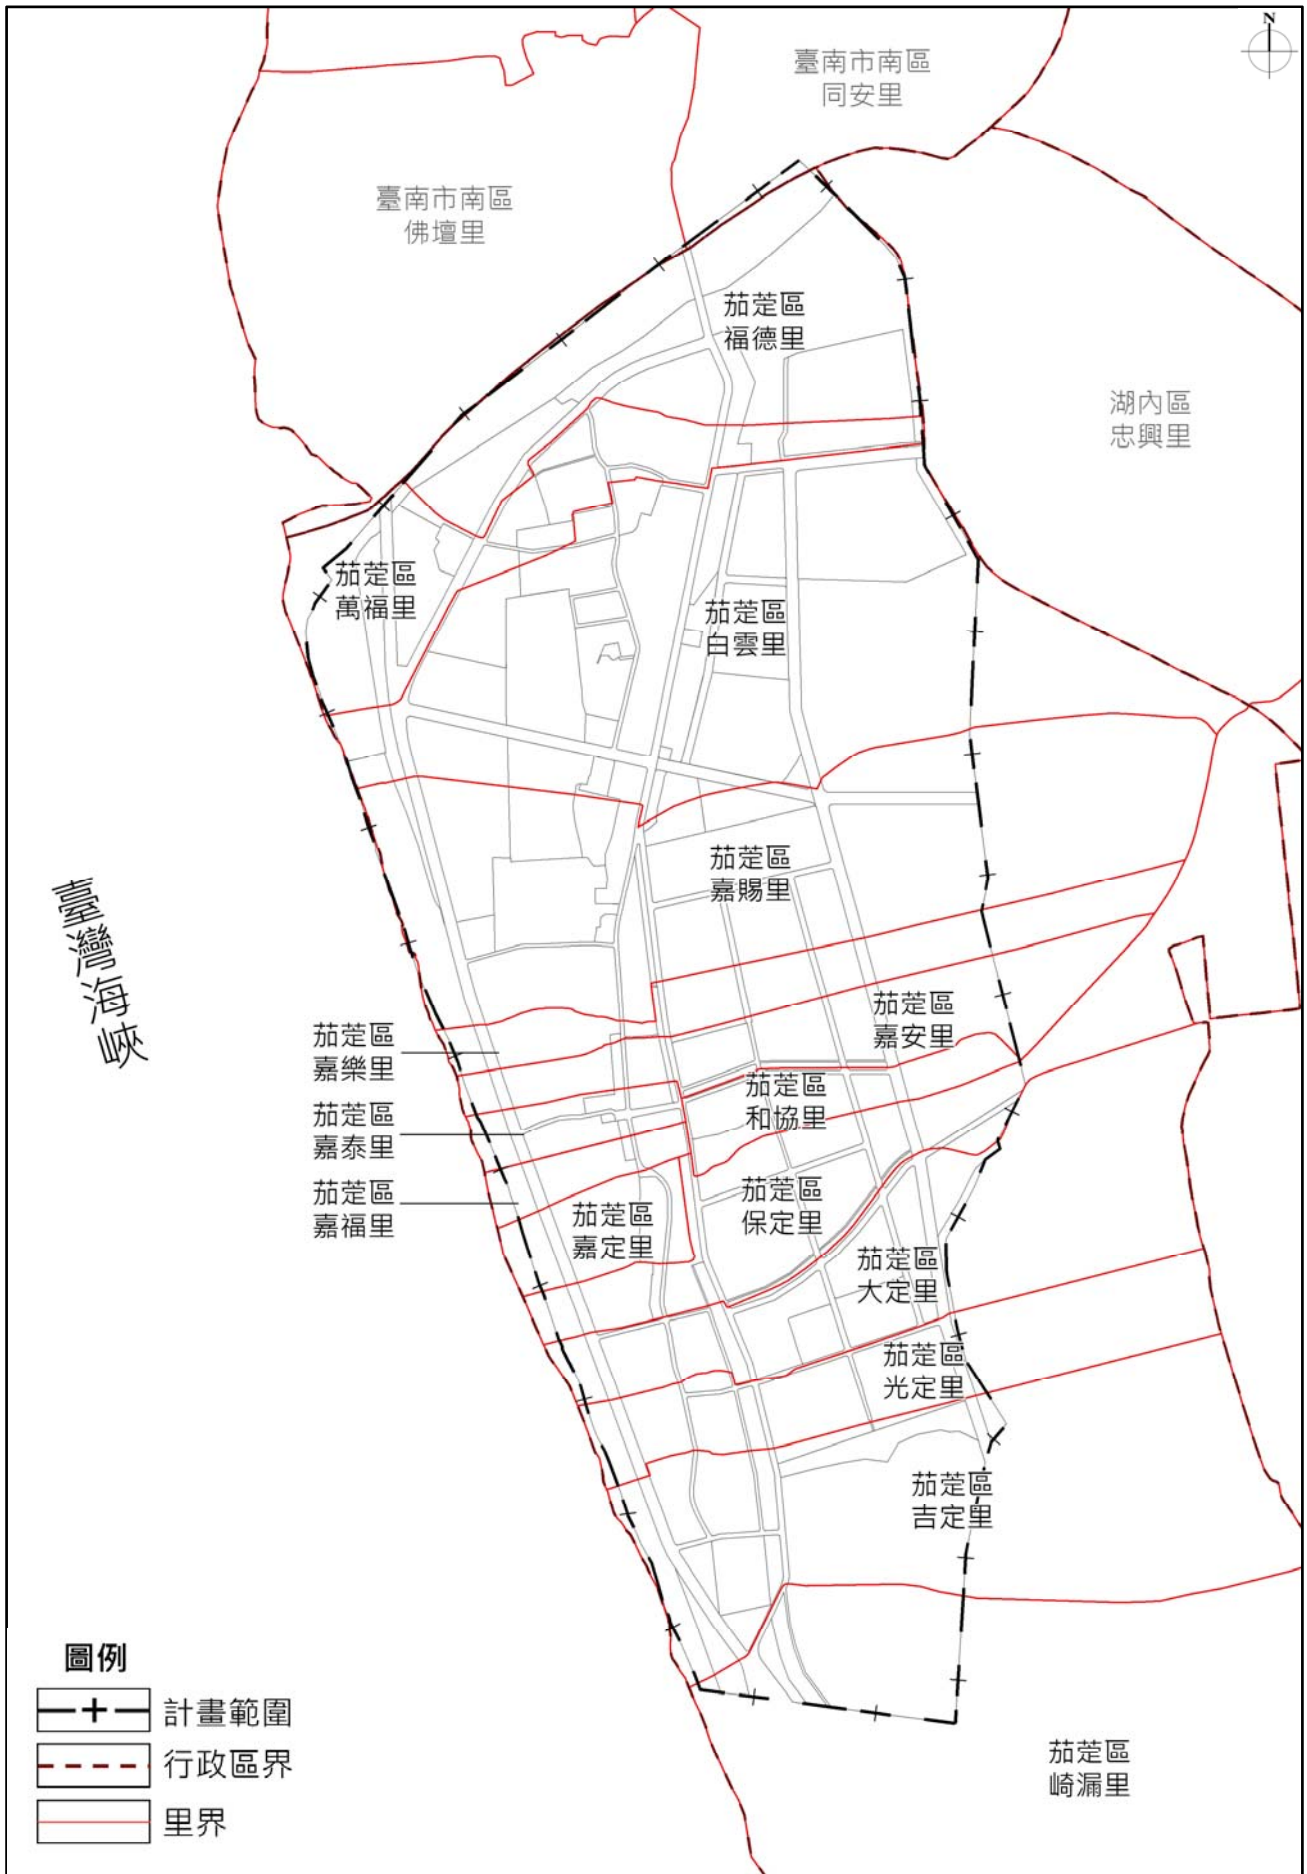 N
臺南市南區
同安里
臺南市南區
佛壇里
茄萣區
福德里
湖內區
忠興里
茄萣區
萬福里
茄萣區
白雲里
茄萣區
嘉賜里
臺灣海峽
茄萣區
嘉安里
茄萣區
嘉樂里
茄萣區
和協里
茄萣區
嘉泰里
茄萣區
嘉福里
茄萣區
保定里
茄萣區
嘉定里
茄萣區
大定里
茄萣區
光定里
茄萣區
吉定里
茄萣區
崎漏里
圖例
計畫範圍
行政區界
里界